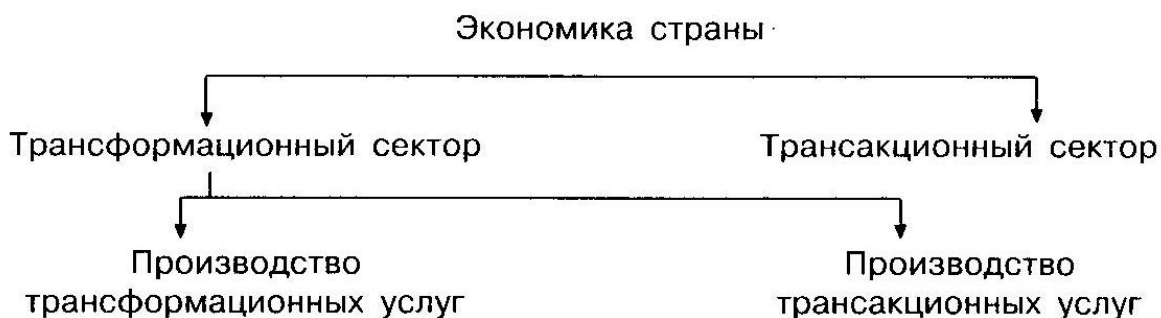 Экономика страны
Трансформационный сектор
Трансакционный сектор
Производство
трансформационных услуг
Производство
трансакционных услуг